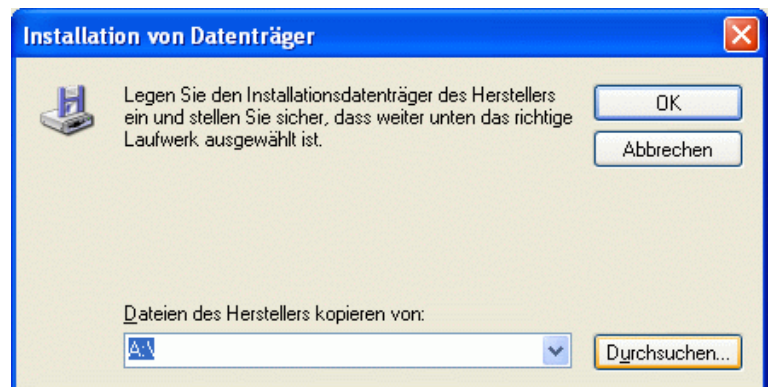 Installation von Datenträger
Legen Sie den Installationsdatenträger des Herstellers
ein und stellen Sie sicher, dass weiter unten das richtige
Laufwerk ausgewählt ist.
OK
Abbrechen
Dateien des Herstellers kopieren von:
A:\
Durchsuchen...